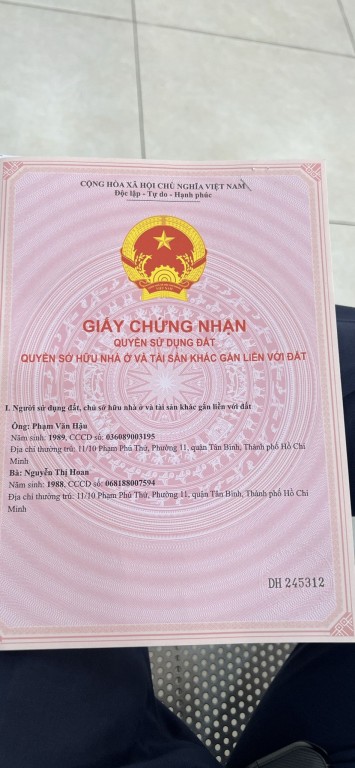 CỘNG HÒA XÃ HỘI CHỦ NGHĨA VIỆT NAM
Độc lập - Tự do - Hạnh phúc
GIẤY CHỨNG NHẬN
QUYỀN SỬ DỤNG ĐẤT
QUYỀN SỞ HỮU NHÀ Ở VÀ TÀI SẢN KHÁC GẮN LIỀN VỚI ĐẤT
I. Người sử dụng đất, chủ sở hữu nhà ở và tài sản khác gắn liền với đất
Ông: Phạm Văn Hậu
Năm sinh: 1989, CCCD số: 036089003195
Địa chỉ thường trú: 11/10 Phạm Phú Thứ, Phường 11, quận Tân Bình, Thành phố Hồ Chí
Minh
Bà: Nguyễn Thị Hoan
Năm sinh: 1988, CCCD số: 068188007594
Địa chỉ thường trú: 11/10 Phạm Phú Thứ, Phường 11, quận Tân Bình, Thành phố Hồ Chí
Minh
DH 245312